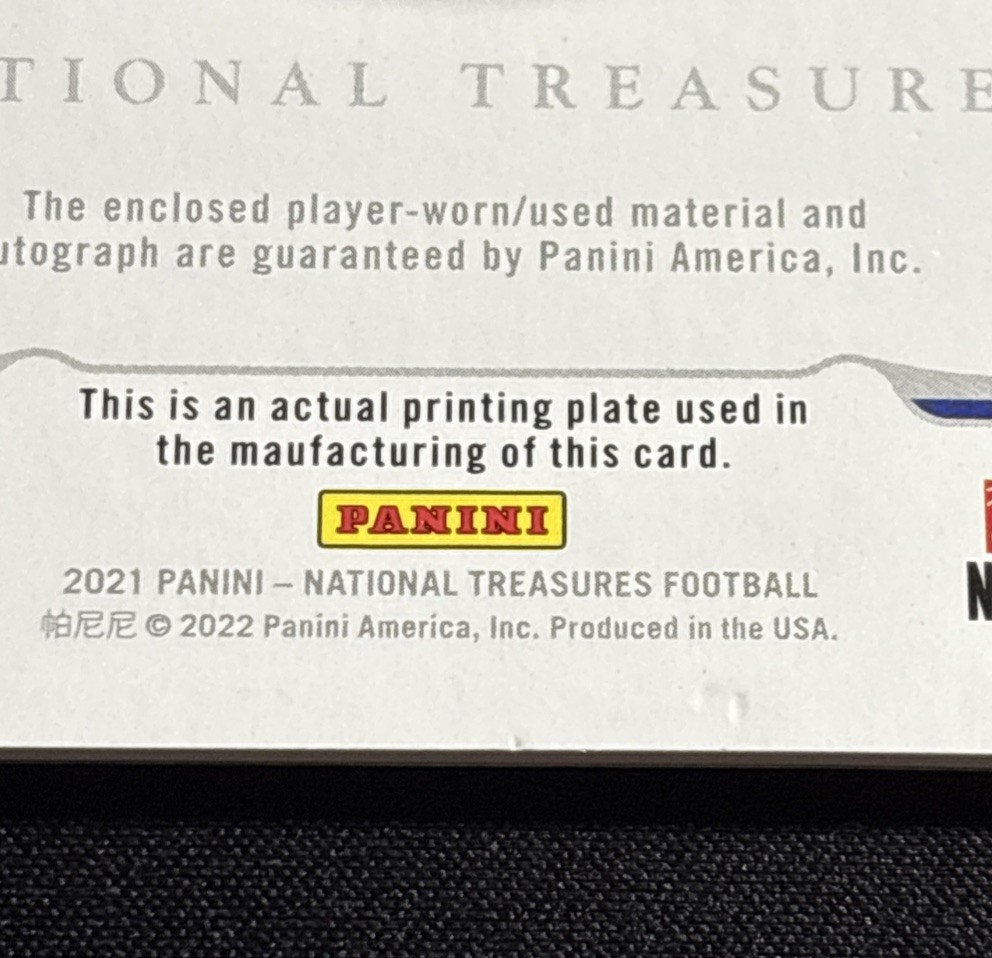 TIONAL TREASURE
The enclosed player-worn/used material and
utograph are guaranteed by Panini America, Inc.
This is an actual printing plate used in
the maufacturing of this card.
PANINI
2021 PANINI – NATIONAL TREASURES FOOTBALL
帕尼尼 © 2022 Panini America, Inc. Produced in the USA.
N